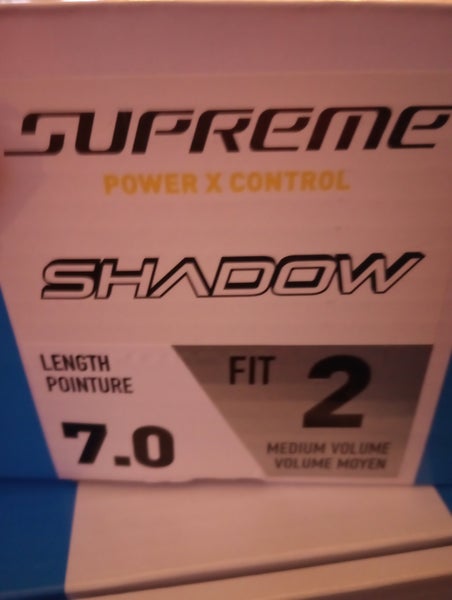 SUPREME
POWER X CONTROL
SHADOW
LENGTH
POINTURE
7.0
FIT 2
MEDIUM VOLUME
VOLUME MOYEN